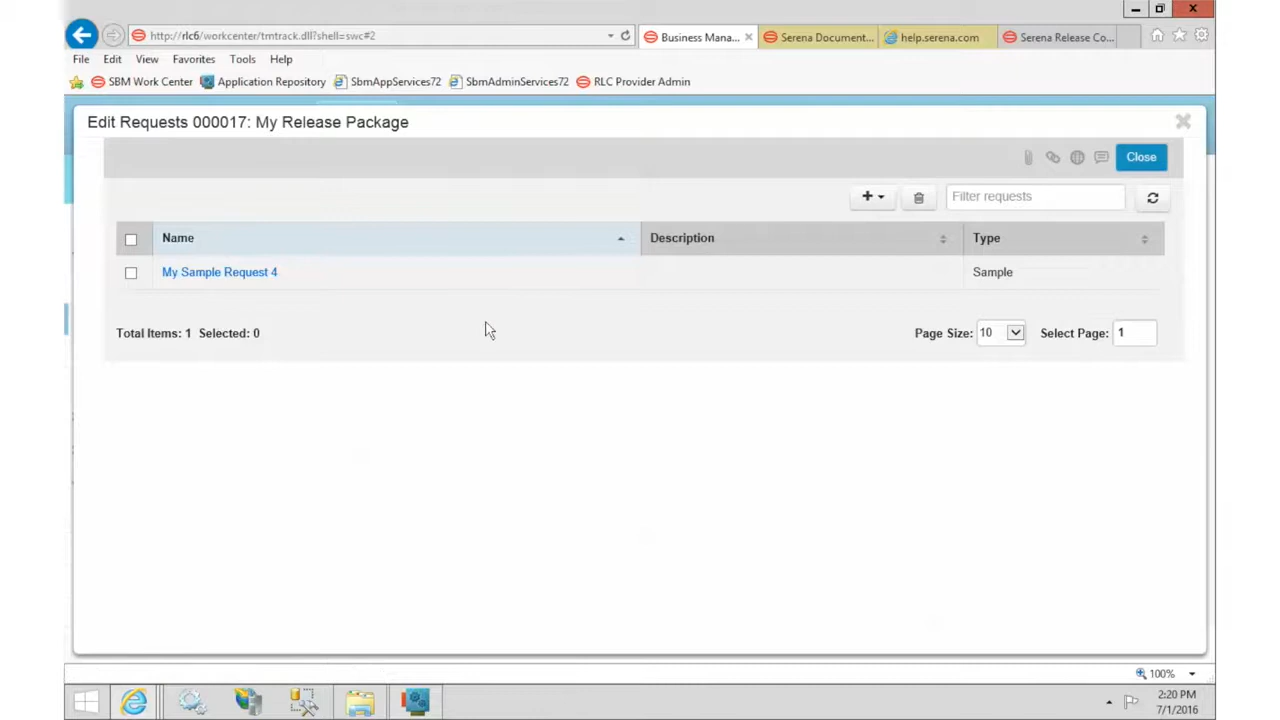 http://rlc6/workcenter/tmtrack.dll?shell=swc#2
Business Mana...
Serena Document...
help.serena.com
Serena Release Co...
File Edit View Favorites Tools Help
SBM Work Center Application Repository SbmAppServices72 SbmAdminServices72 RLC Provider Admin
Edit Requests 000017: My Release Package
Close
Filter requests
Name Description Type
My Sample Request 4 Sample
Total Items: 1 Selected: 0 Page Size: 10 Select Page: 1
100%
2:20 PM
7/1/2016